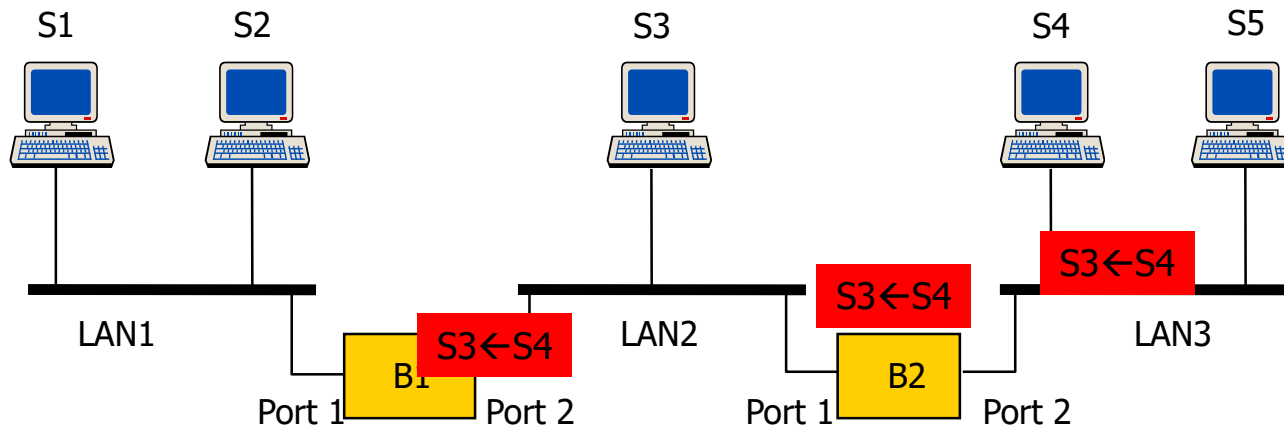 S1 S2 S3 S4 S5
S3←S4
S3←S4
LAN1 S3←S4 LAN2 LAN3
B1 B2
Port 1 Port 2 Port 1 Port 2